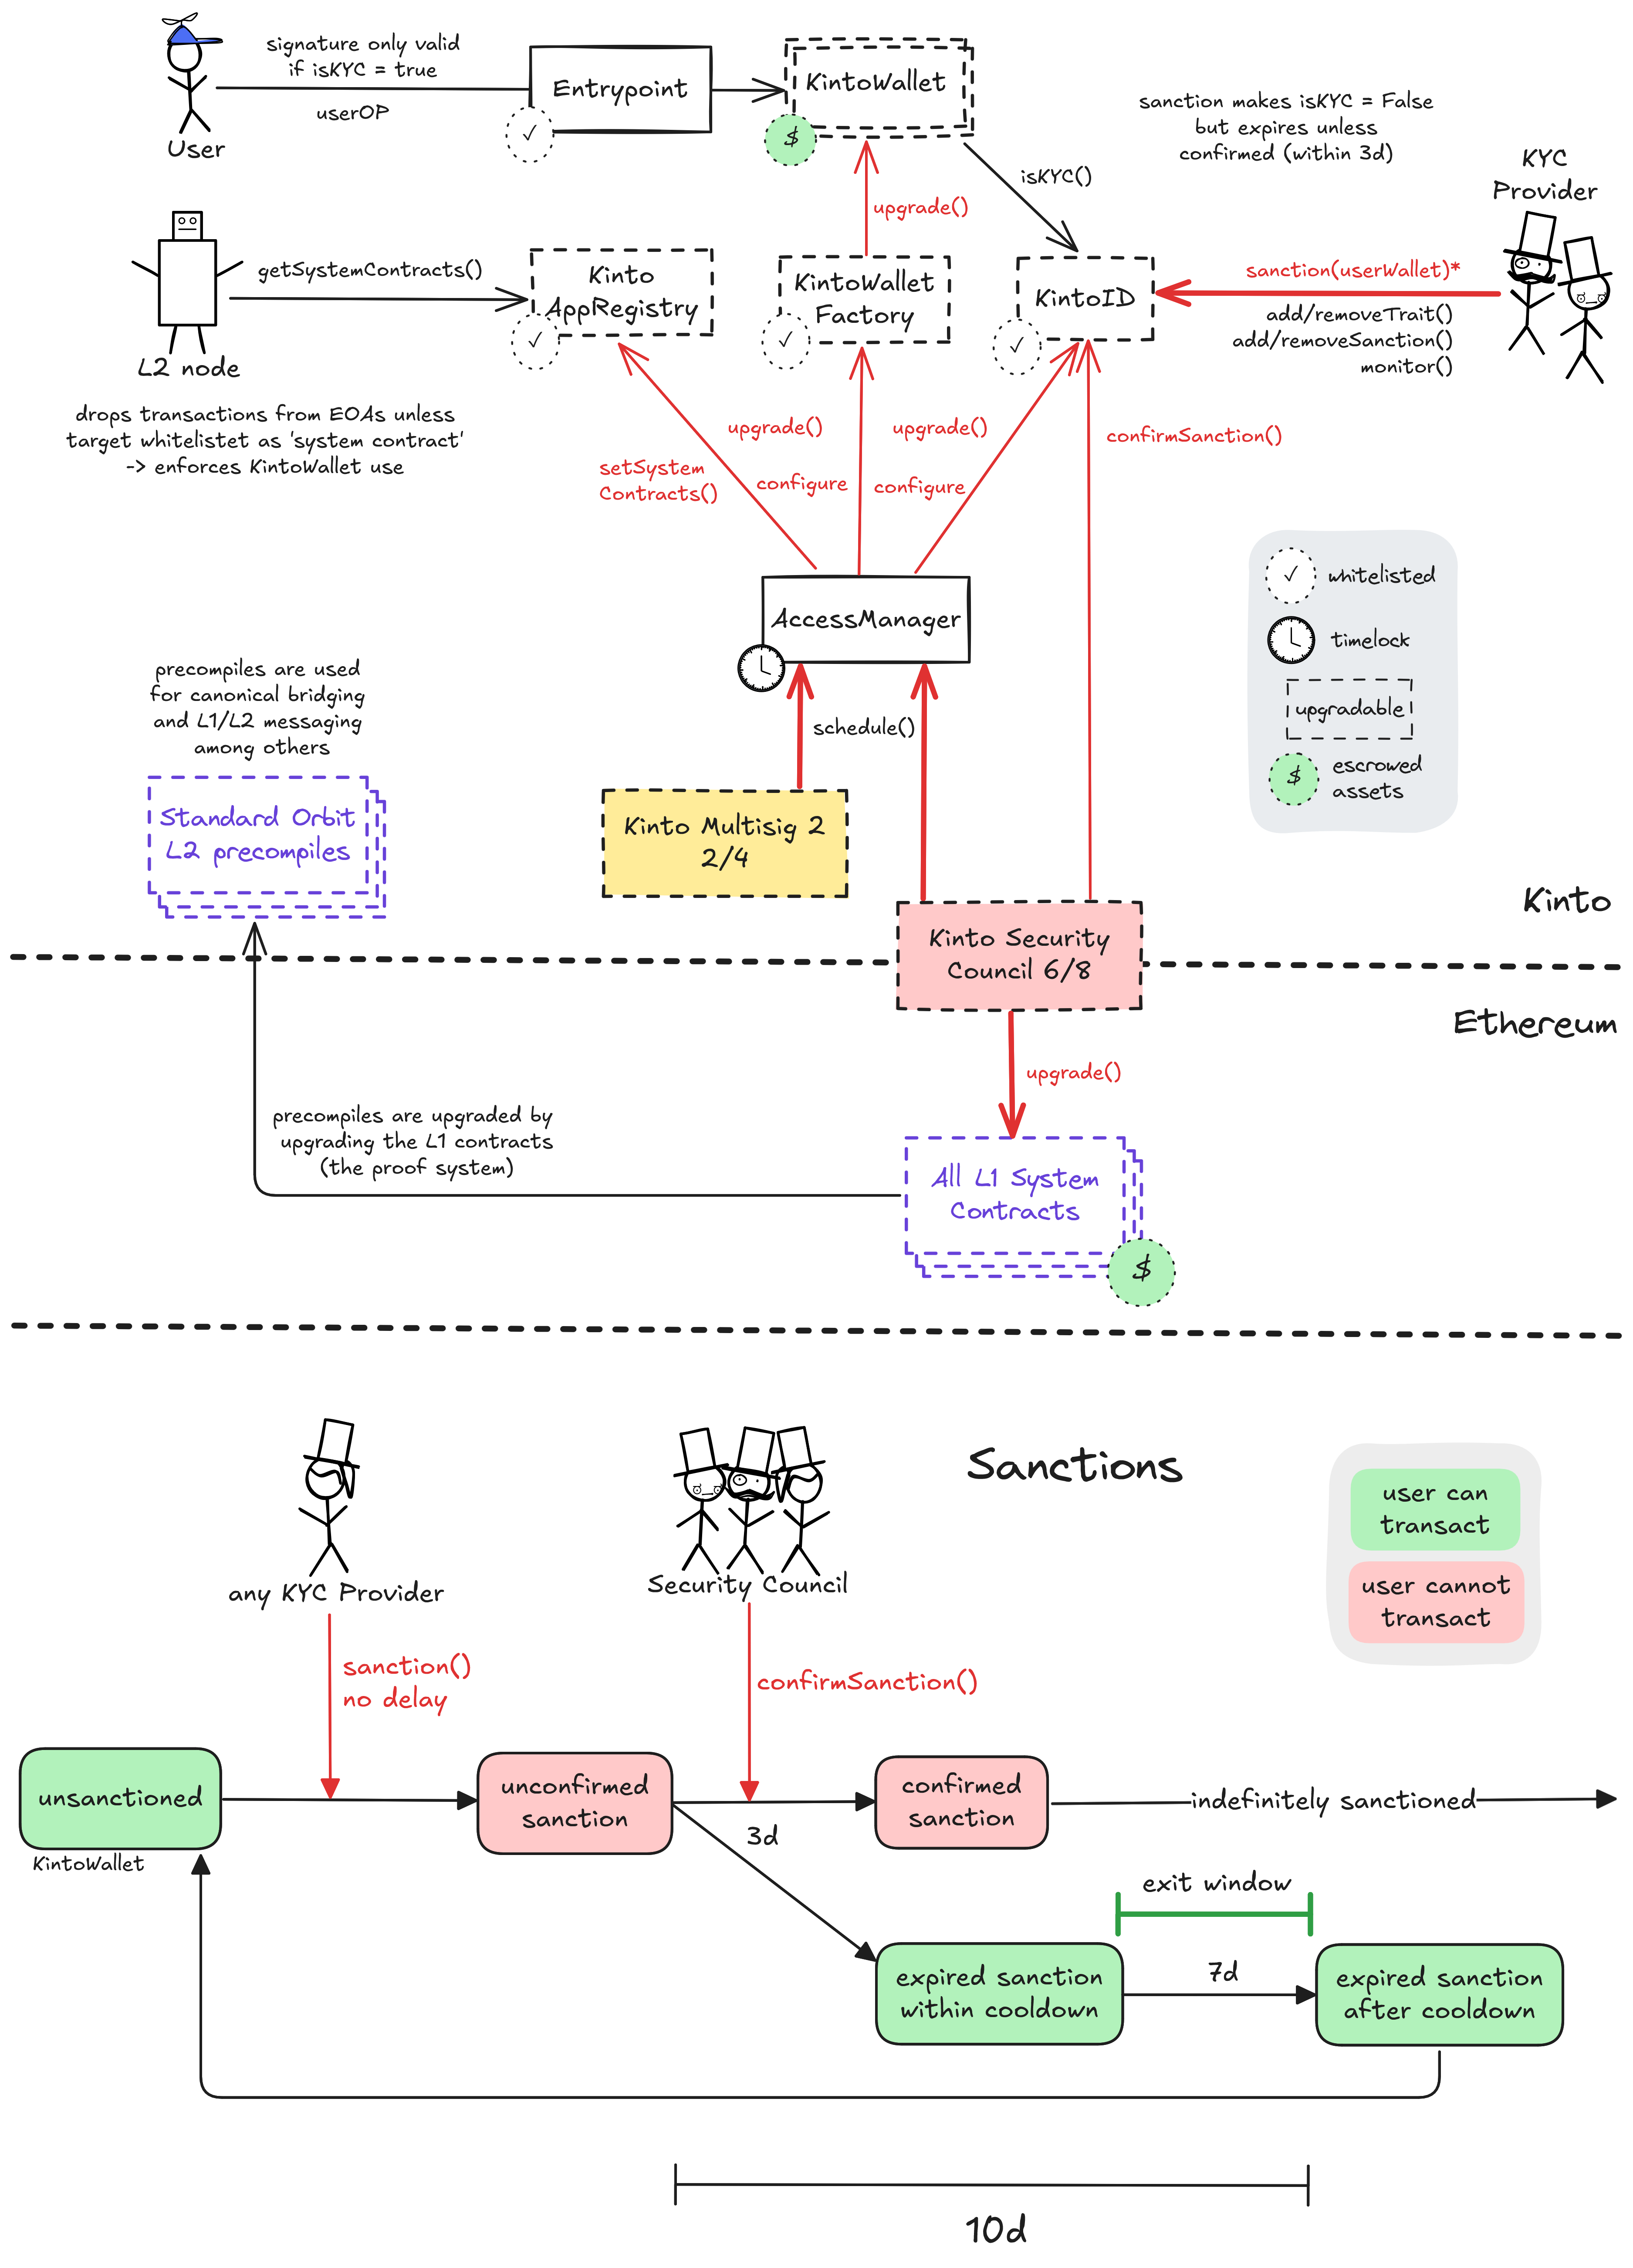 signature only valid
if isKYC = true
userOP
User
Entrypoint
✓
KintoWallet
$
isKYC()
sanction makes isKYC = False
but expires unless
confirmed (within 3d)
KYC
Provider
upgrade()
L2 node
getSystemContracts()
Kinto
AppRegistry
✓
KintoWallet
Factory
✓
KintoID
✓
sanction(userWallet)*
add/removeTrait()
add/removeSanction()
monitor()
drops transactions from EOAs unless
target whitelistet as 'system contract'
-> enforces KintoWallet use
setSystem
Contracts()
upgrade()
configure
upgrade()
configure
confirmSanction()
AccessManager
✓
whitelisted
timelock
upgradable
$
escrowed
assets
precompiles are used
for canonical bridging
and L1/L2 messaging
among others
Standard Orbit
L2 precompiles
schedule()
Kinto Multisig 2
2/4
Kinto Security
Council 6/8
Kinto
Ethereum
upgrade()
precompiles are upgraded by
upgrading the L1 contracts
(the proof system)
All L1 System
Contracts
$
Sanctions
any KYC Provider
Security Council
user can
transact
user cannot
transact
sanction()
no delay
confirmSanction()
unsanctioned
KintoWallet
unconfirmed
sanction
3d
confirmed
sanction
indefinitely sanctioned
exit window
expired sanction
within cooldown
7d
expired sanction
after cooldown
10d